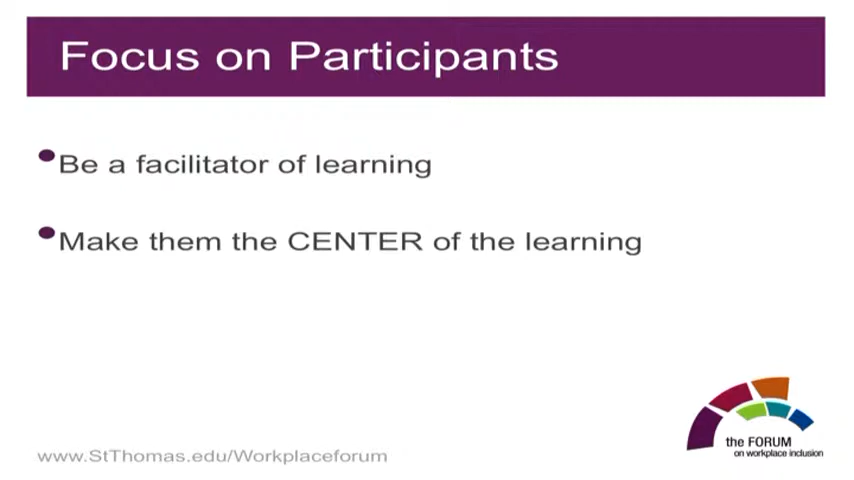 Focus on Participants
•Be a facilitator of learning
•Make them the CENTER of the learning
the FORUM
on workplace inclusion
www.StThomas.edu/Workplaceforum